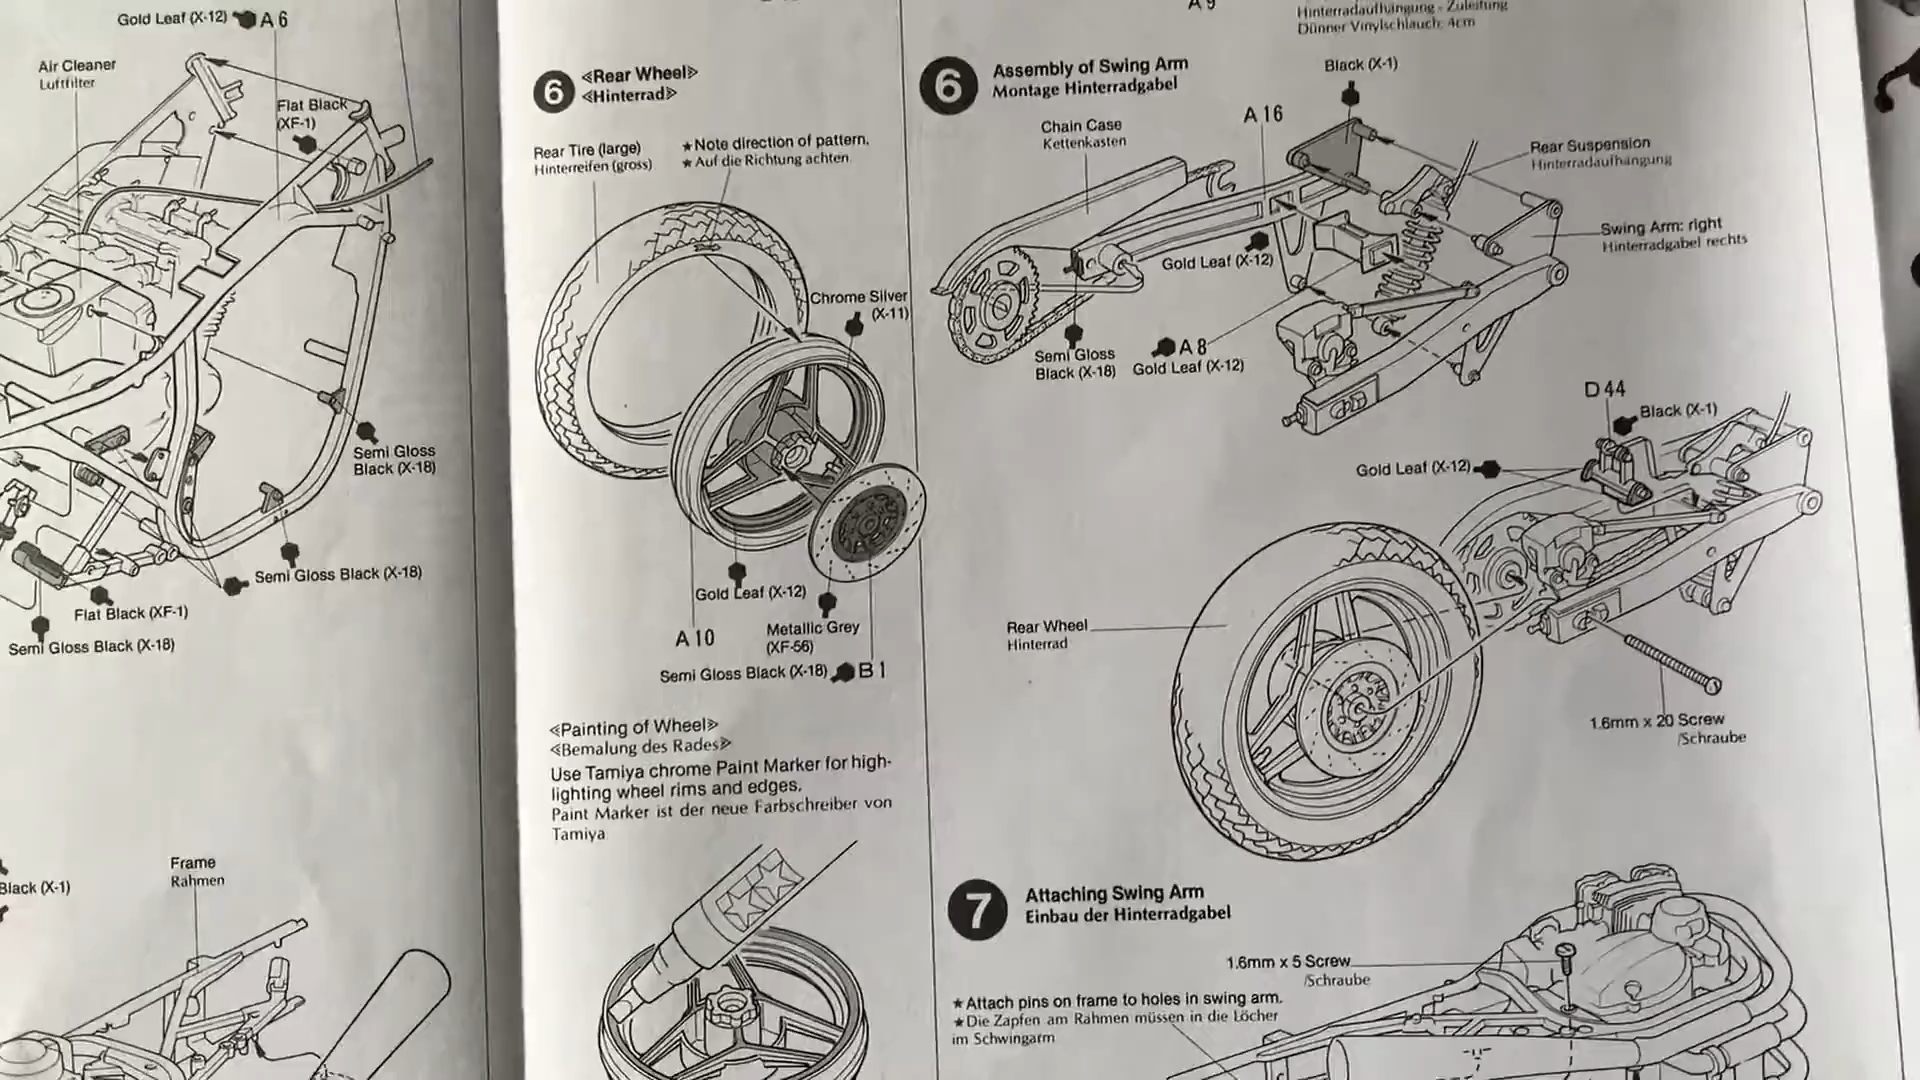 Gold Leaf (X-12) A 6
Air Cleaner
Luftfilter
Flat Black
(XF-1)
Semi Gloss
Black (X-18)
Semi Gloss Black (X-18)
Flat Black (XF-1)
Semi Gloss Black (X-18)
Black (X-1)
Frame
Rahmen
6
≪Rear Wheel≫
≪Hinterrad≫
Rear Tire (large)
Hinterreifen (gross)
★Note direction of pattern.
★Auf die Richtung achten.
Chrome Silver
(X-11)
Gold Leaf (X-12)
A 10
Metallic Grey
(XF-56)
Semi Gloss Black (X-18) B 1
≪Painting of Wheel≫
≪Bemalung des Rades≫
Use Tamiya chrome Paint Marker for high-
lighting wheel rims and edges.
Paint Marker ist der neue Farbschreiber von
Tamiya
A 9
Hinterradaufhängung - Zuleitung
Dünner Vinylschlauch: 4cm
6
Assembly of Swing Arm
Montage Hinterradgabel
Black (X-1)
A 16
Chain Case
Kettenkasten
Rear Suspension
Hinterradaufhängung
Swing Arm: right
Hinterradgabel rechts
Gold Leaf (X-12)
Semi Gloss
Black (X-18)
A 8
Gold Leaf (X-12)
D 44
Black (X-1)
Gold Leaf (X-12)
Rear Wheel
Hinterrad
1.6mm x 20 Screw
/Schraube
7
Attaching Swing Arm
Einbau der Hinterradgabel
1.6mm x 5 Screw
/Schraube
★Attach pins on frame to holes in swing arm.
★Die Zapfen am Rahmen müssen in die Löcher
im Schwingarm